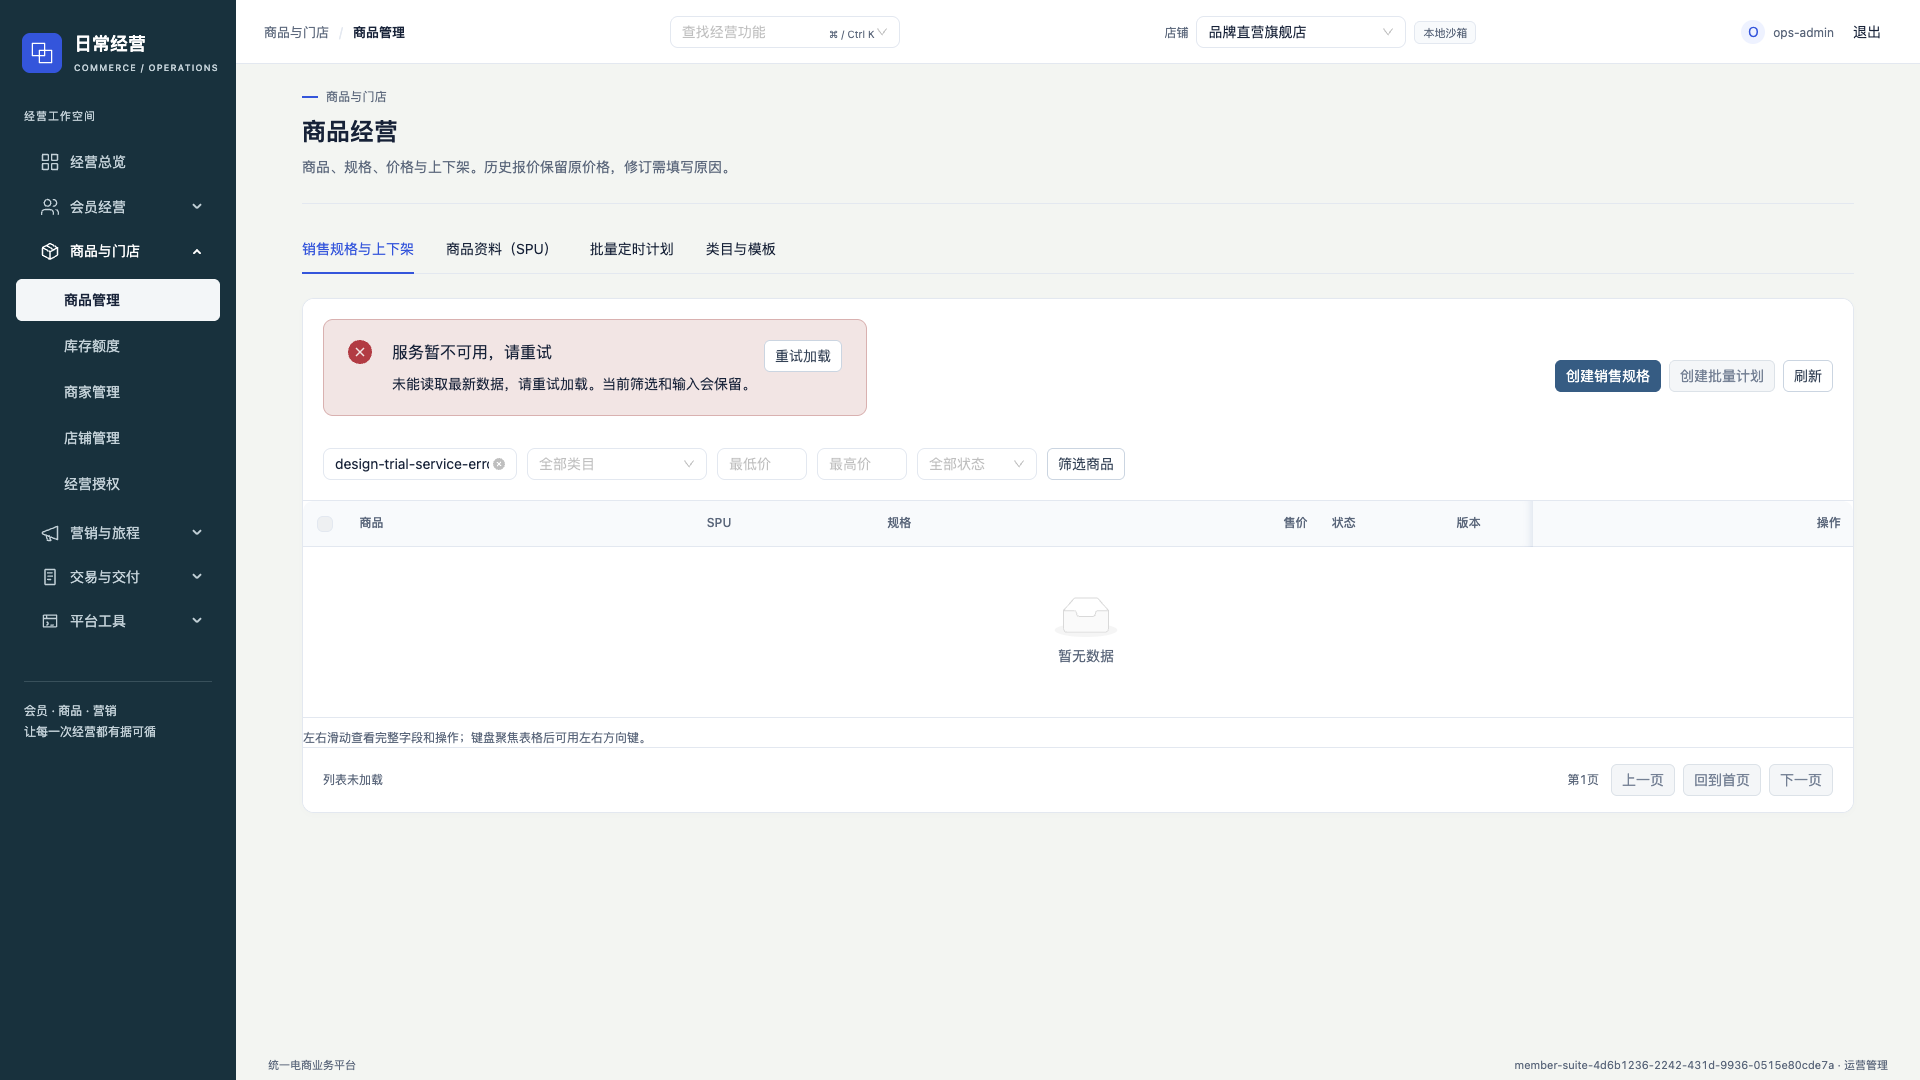 日常经营
COMMERCE / OPERATIONS
经营工作空间
经营总览
会员经营
商品与门店
商品管理
库存额度
商家管理
店铺管理
经营授权
营销与旅程
交易与交付
平台工具
会员 · 商品 · 营销
让每一次经营都有据可循
商品与门店 / 商品管理
查找经营功能 ⌘ / Ctrl K
店铺 品牌直营旗舰店 本地沙箱
O ops-admin 退出
商品与门店
商品经营
商品、规格、价格与上下架。历史报价保留原价格，修订需填写原因。
销售规格与上下架 商品资料（SPU） 批量定时计划 类目与模板
服务暂不可用，请重试
未能读取最新数据，请重试加载。当前筛选和输入会保留。
重试加载
创建销售规格 创建批量计划 刷新
design-trial-service-err 全部类目 最低价 最高价 全部状态 筛选商品
商品 SPU 规格 售价 状态 版本 操作
暂无数据
左右滑动查看完整字段和操作；键盘聚焦表格后可用左右方向键。
列表未加载
第1页 上一页 回到首页 下一页
统一电商业务平台
member-suite-4d6b1236-2242-431d-9936-0515e80cde7a · 运营管理